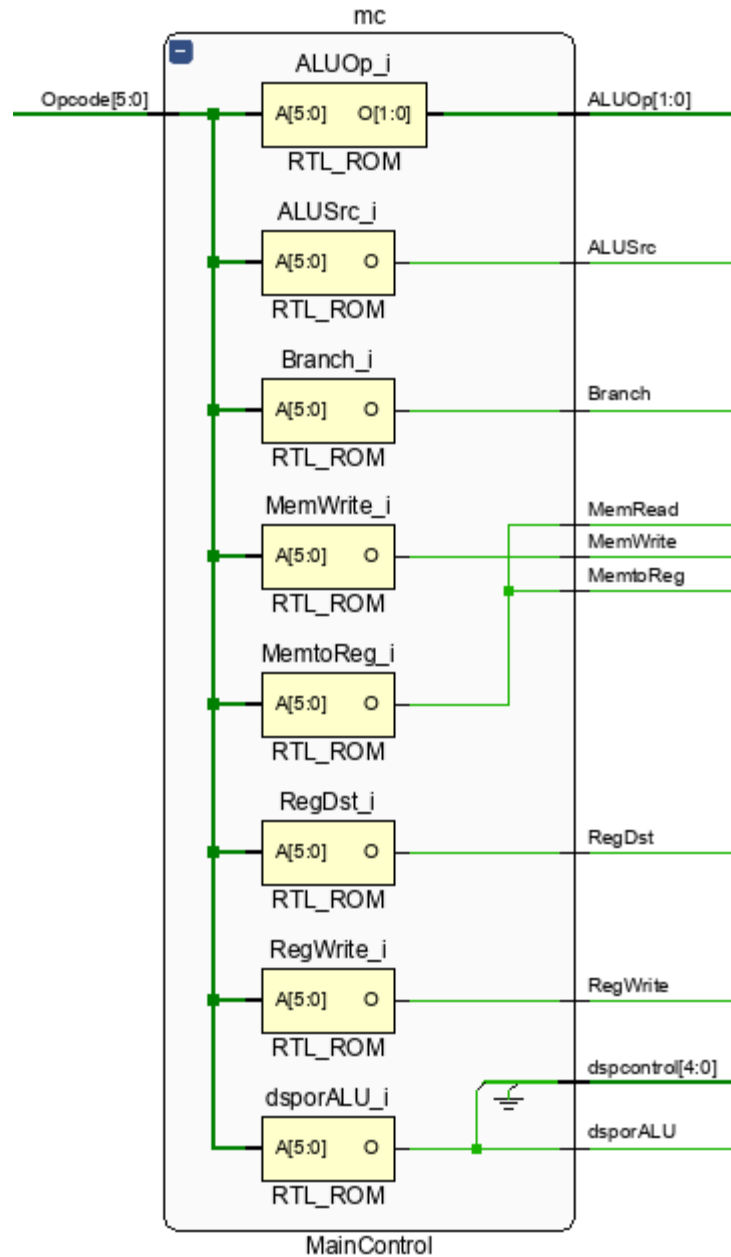 mc
ALUOp_i
Opcode[5:0]
A[5:0] O[1:0]
ALUOp[1:0]
RTL_ROM
ALUSrc_i
A[5:0] O
ALUSrc
RTL_ROM
Branch_i
A[5:0] O
Branch
RTL_ROM
MemWrite_i
MemRead
A[5:0] O
MemWrite
MemtoReg
RTL_ROM
MemtoReg_i
A[5:0] O
RTL_ROM
RegDst_i
A[5:0] O
RegDst
RTL_ROM
RegWrite_i
A[5:0] O
RegWrite
RTL_ROM
dspcontrol[4:0]
dsporALU_i
A[5:0] O
dsporALU
RTL_ROM
MainControl